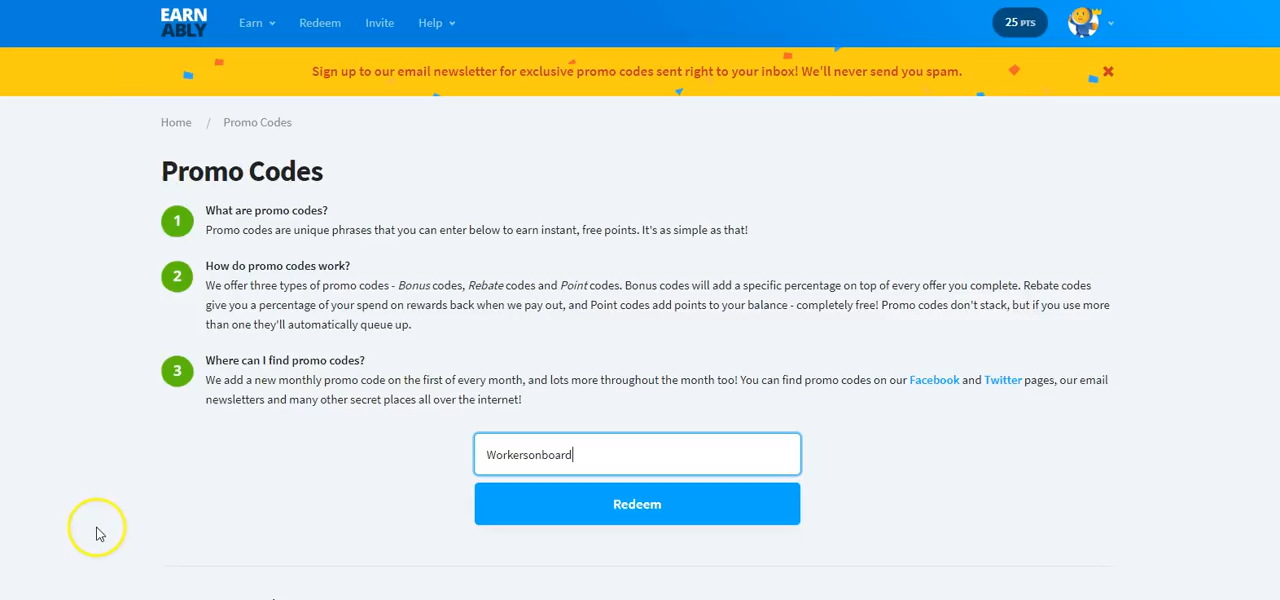 EARN
ABLY
Earn
Redeem
Invite
Help
25 PTS
Sign up to our email newsletter for exclusive promo codes sent right to your inbox! We'll never send you spam.
Home / Promo Codes
Promo Codes
1
What are promo codes?
Promo codes are unique phrases that you can enter below to earn instant, free points. It's as simple as that!
2
How do promo codes work?
We offer three types of promo codes - Bonus codes, Rebate codes and Point codes. Bonus codes will add a specific percentage on top of every offer you complete. Rebate codes
give you a percentage of your spend on rewards back when we pay out, and Point codes add points to your balance - completely free! Promo codes don't stack, but if you use more
than one they'll automatically queue up.
3
Where can I find promo codes?
We add a new monthly promo code on the first of every month, and lots more throughout the month too! You can find promo codes on our Facebook and Twitter pages, our email
newsletters and many other secret places all over the internet!
Workersonboard
Redeem